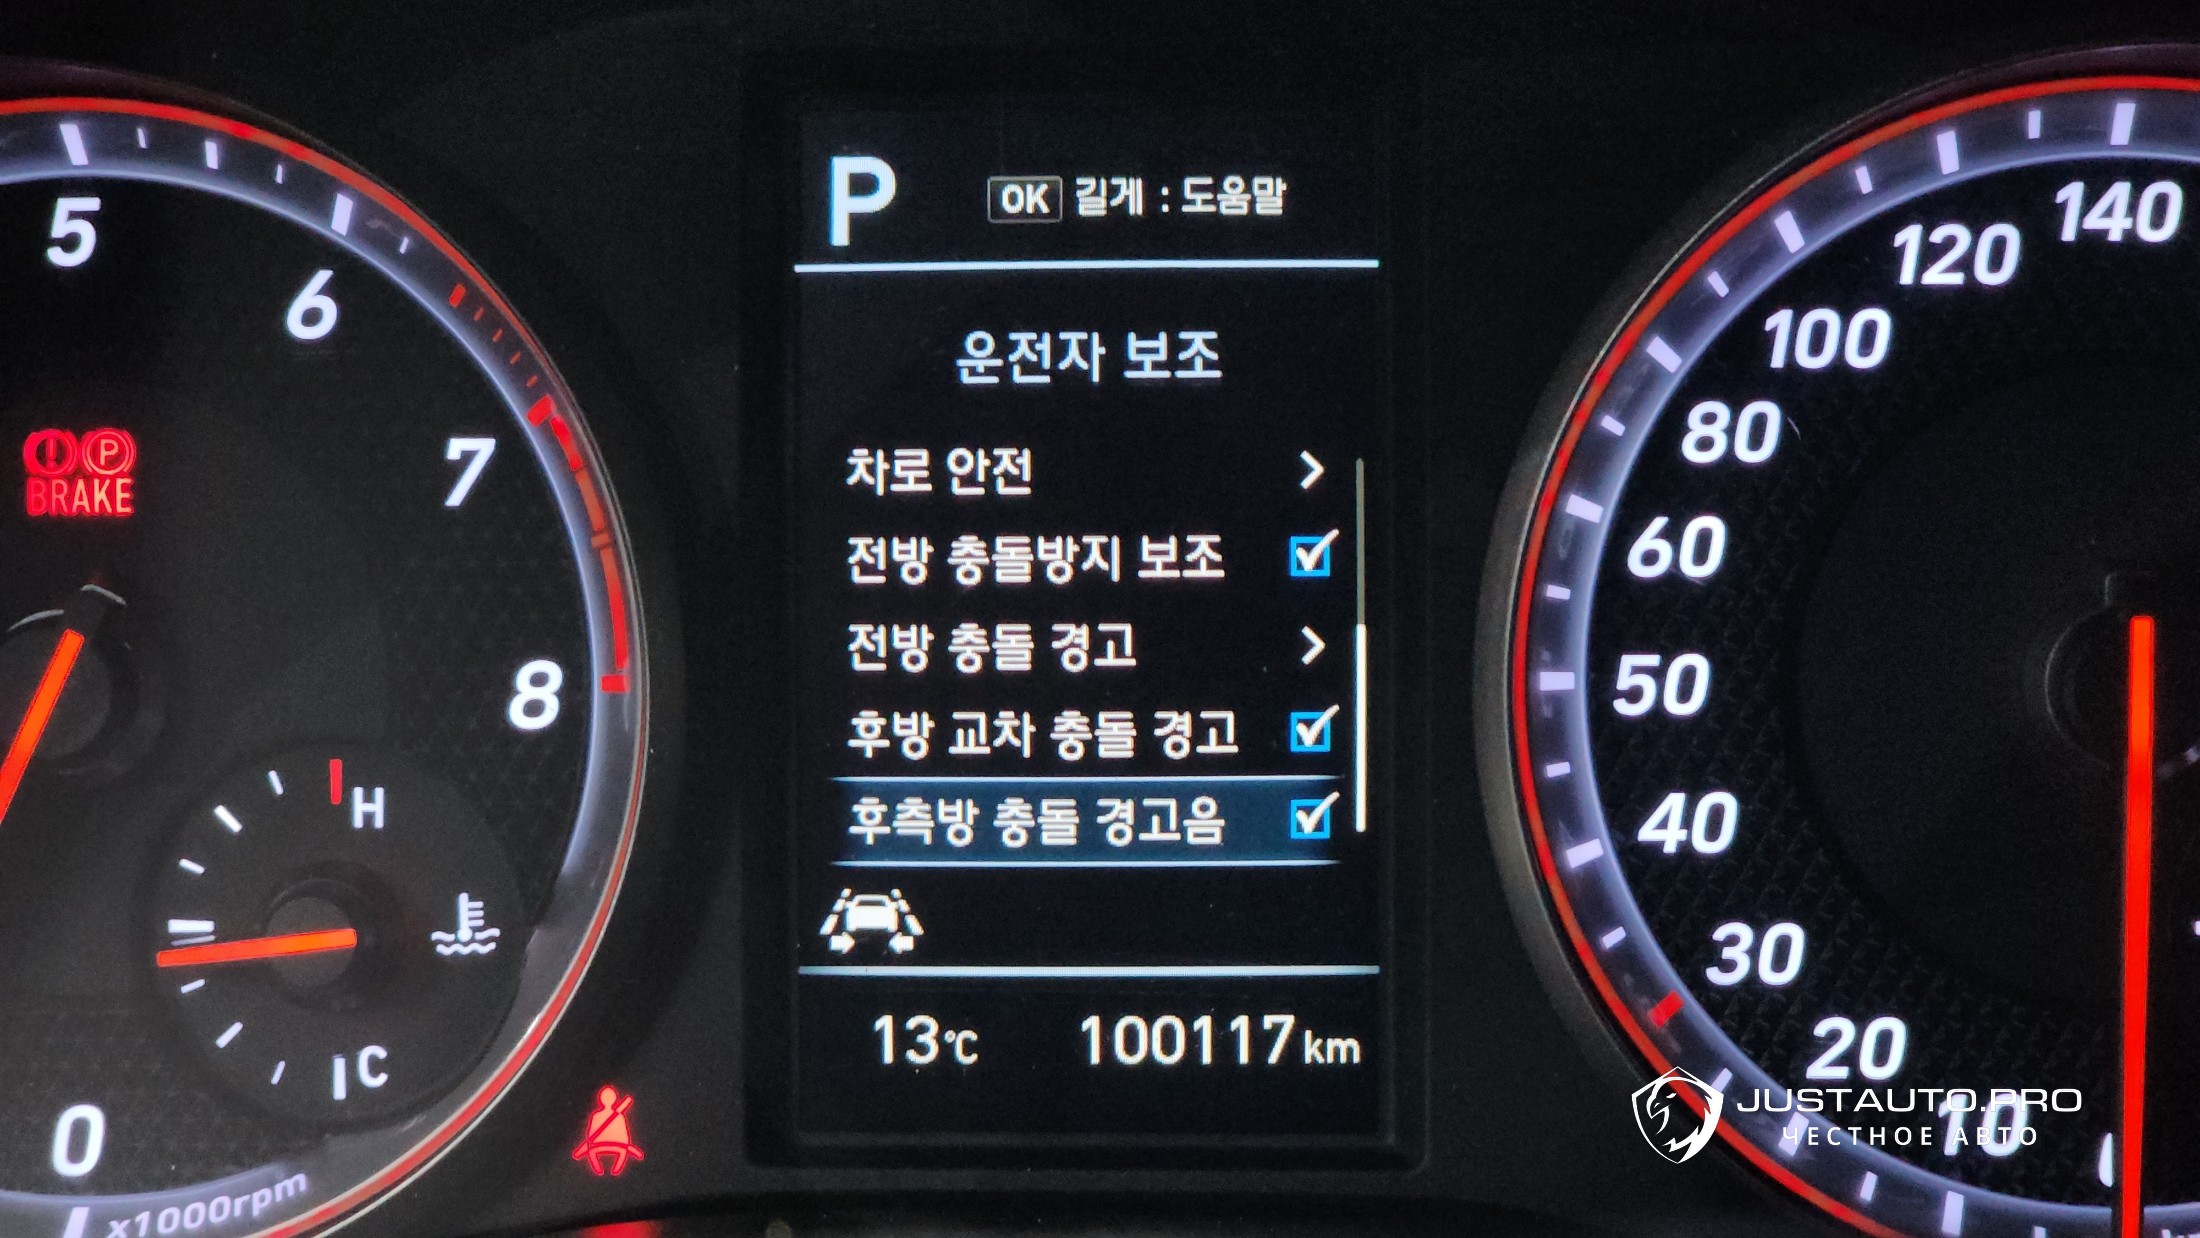 P
OK 길게 : 도움말
운전자 보조
차로 안전
전방 충돌방지 보조
전방 충돌 경고
후방 교차 충돌 경고
후측방 충돌 경고음
13℃ 100117 km
5
6
7
8
0
x1000rpm
BRAKE
P
H
C
140
120
100
80
60
50
40
30
20
10
JUSTAUTO.PRO
ЧЕСТНОЕ АВТО